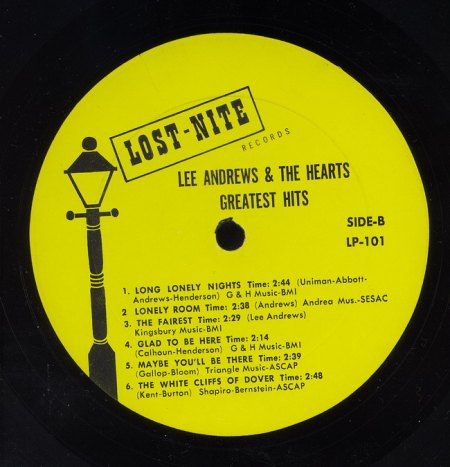 LOST-NITE
RECORDS
LEE ANDREWS & THE HEARTS
GREATEST HITS
SIDE-B
LP-101
1. LONG LONELY NIGHTS Time: 2:44 (Uniman-Abbott-
Andrews-Henderson) G & H Music-BMI
2 LONELY ROOM Time: 2:38 (Andrews) Andrea Mus.-SESAC
3. THE FAIREST Time: 2:29 (Lee Andrews)
Kingsbury Music-BMI
4. GLAD TO BE HERE Time: 2:14
(Calhoun-Henderson) G & H Music-BMI
5. MAYBE YOU'LL BE THERE Time: 2:39
(Gallop-Bloom) Triangle Music-ASCAP
6. THE WHITE CLIFFS OF DOVER Time: 2:48
(Kent-Burton) Shapiro-Bernstein-ASCAP